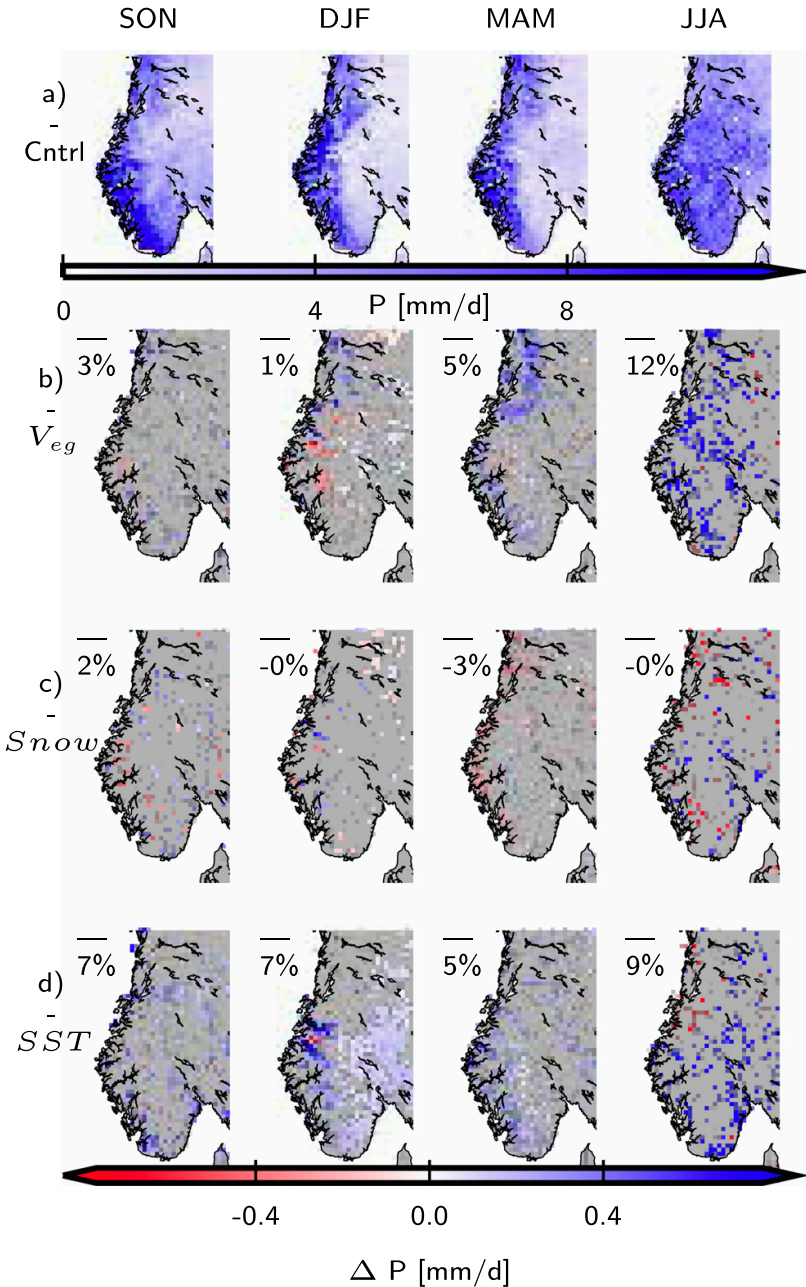 SON DJF MAM JJA
a)
-
Cntrl
0 4 P [mm/d] 8
3% 1% 5% 12%
b)
-
Veg
2% -0% -3% -0%
c)
-
Snow
7% 7% 5% 9%
d)
-
SST
-0.4 0.0 0.4
Δ P [mm/d]